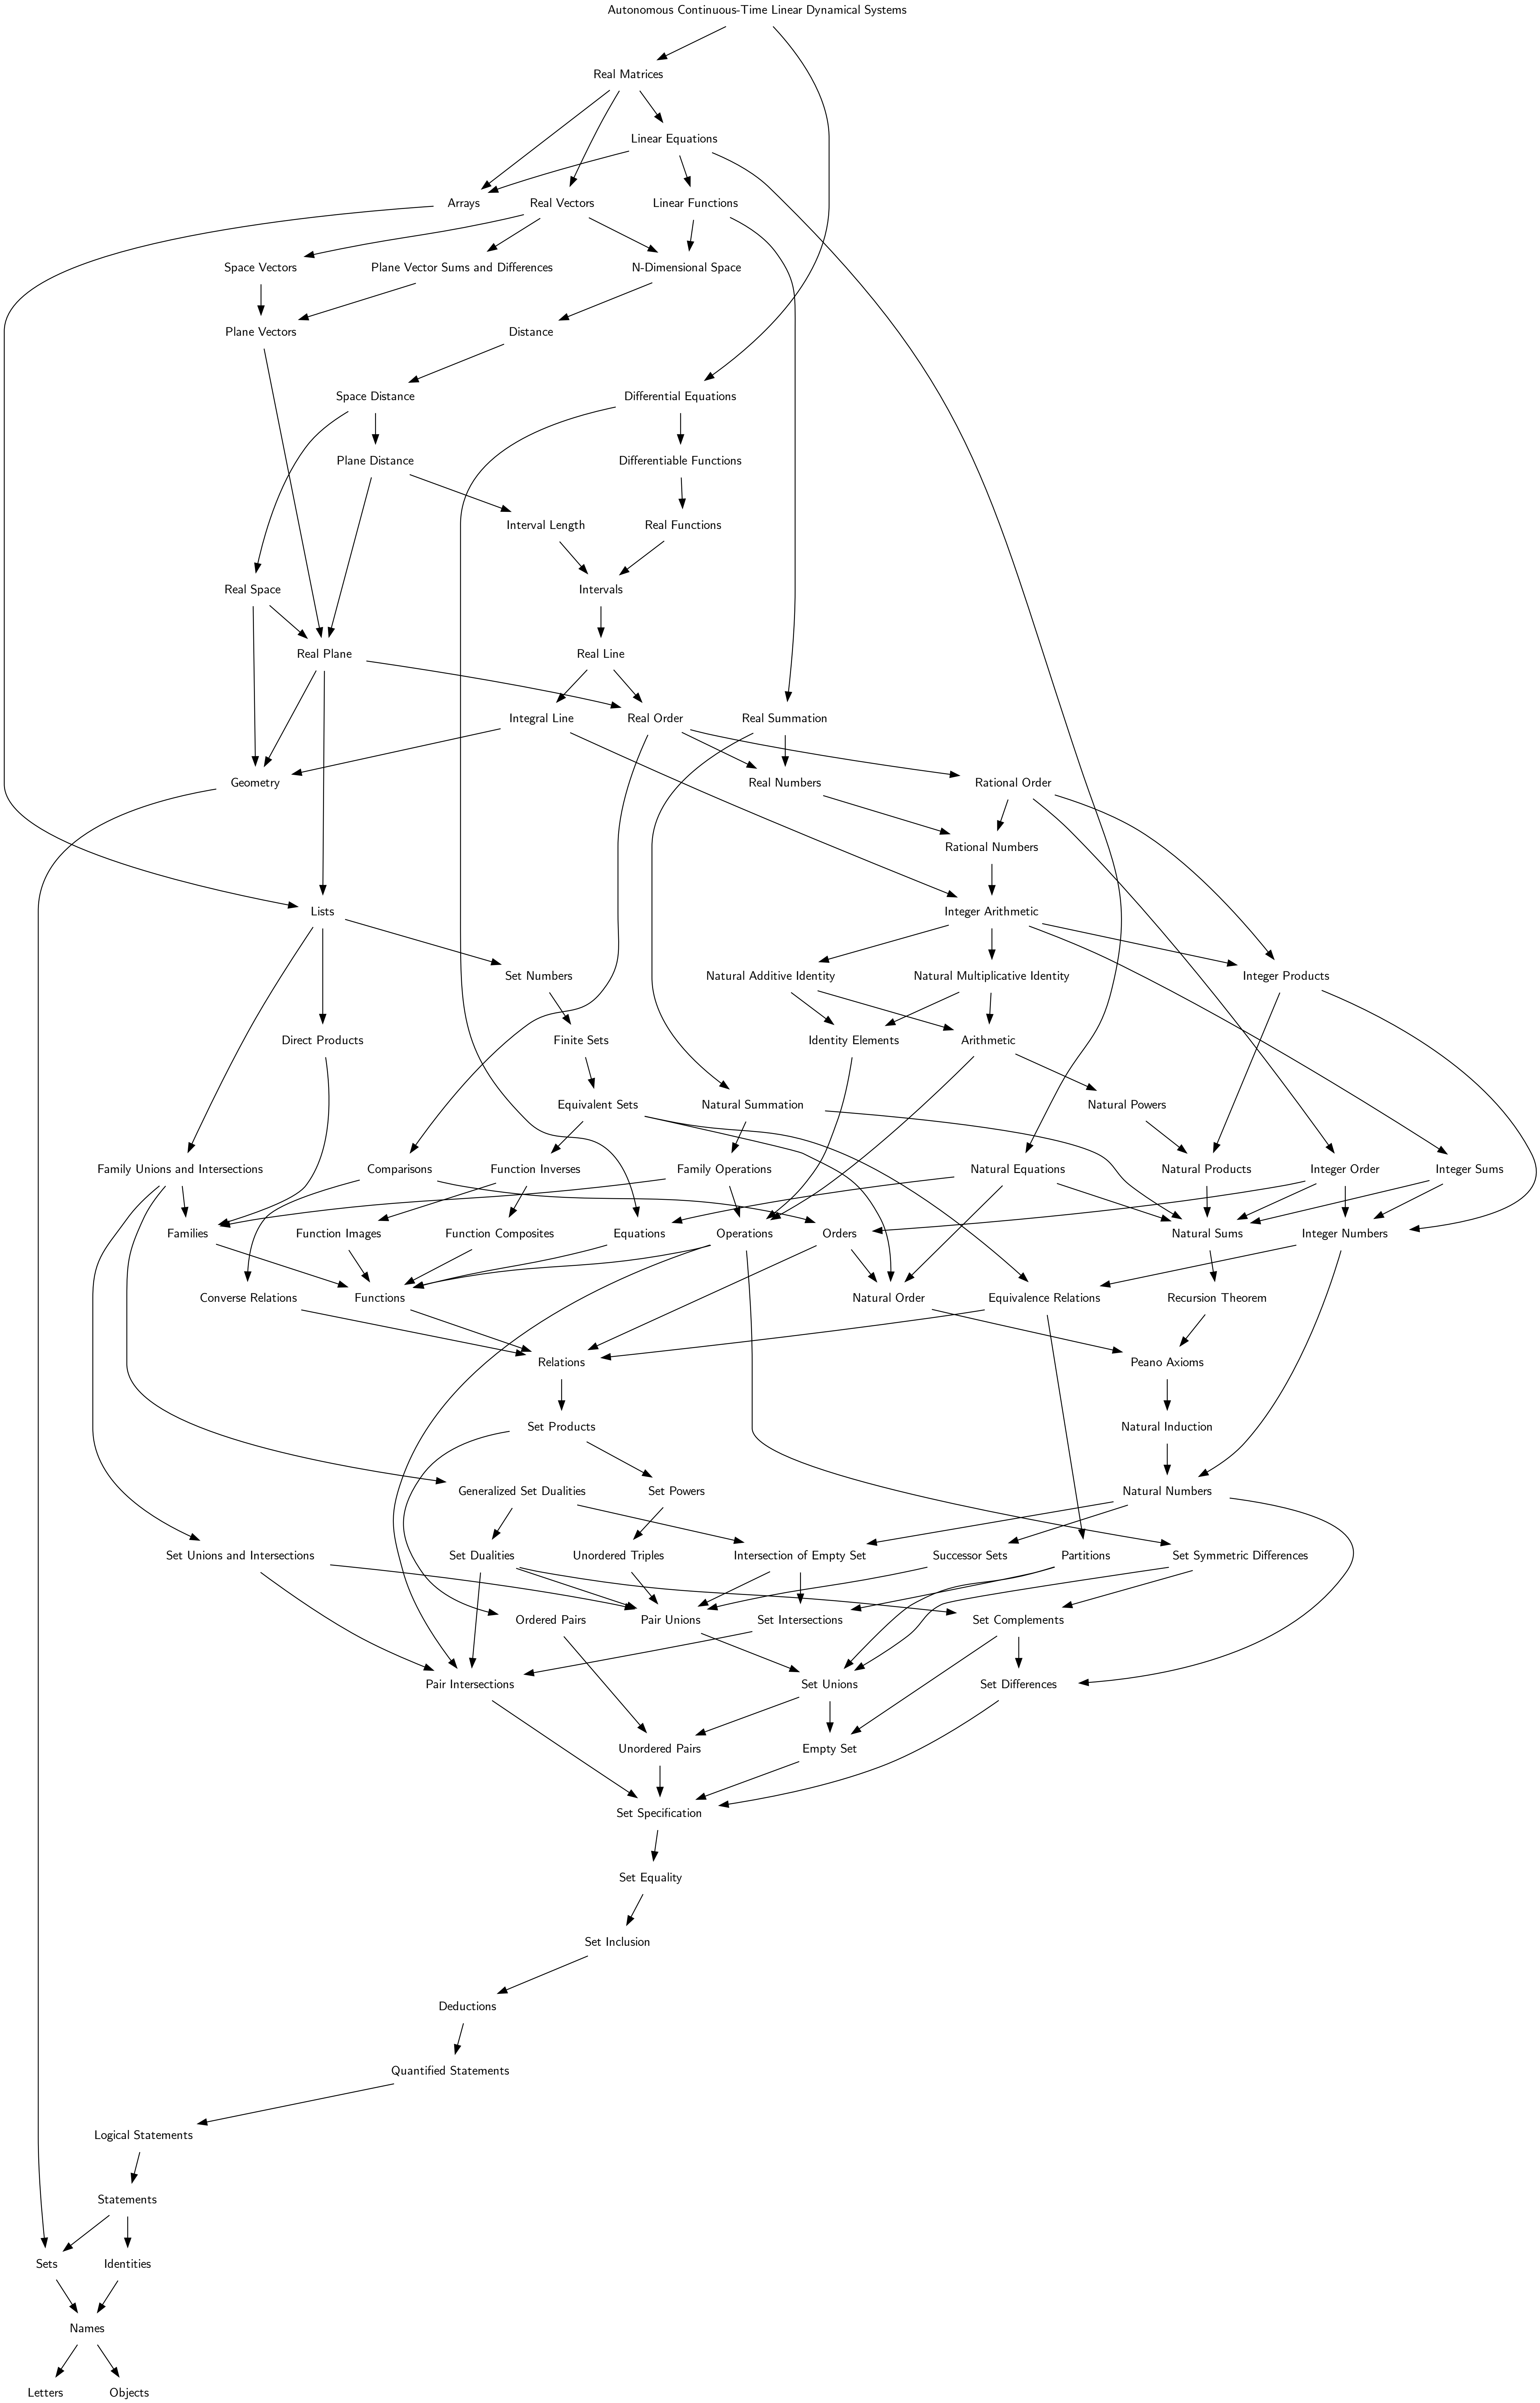 Autonomous Continuous-Time Linear Dynamical Systems
Real Matrices
Linear Equations
Arrays
Real Vectors
Linear Functions
Space Vectors
Plane Vector Sums and Differences
N-Dimensional Space
Plane Vectors
Distance
Space Distance
Differential Equations
Plane Distance
Differentiable Functions
Interval Length
Real Functions
Real Space
Intervals
Real Plane
Real Line
Integral Line
Real Order
Real Summation
Geometry
Real Numbers
Rational Order
Rational Numbers
Lists
Integer Arithmetic
Set Numbers
Natural Additive Identity
Natural Multiplicative Identity
Integer Products
Direct Products
Finite Sets
Identity Elements
Arithmetic
Equivalent Sets
Natural Summation
Natural Powers
Family Unions and Intersections
Comparisons
Function Inverses
Family Operations
Natural Equations
Natural Products
Integer Order
Integer Sums
Families
Function Images
Function Composites
Equations
Operations
Orders
Natural Sums
Integer Numbers
Converse Relations
Functions
Natural Order
Equivalence Relations
Recursion Theorem
Relations
Peano Axioms
Set Products
Natural Induction
Generalized Set Dualities
Set Powers
Natural Numbers
Set Unions and Intersections
Set Dualities
Unordered Triples
Intersection of Empty Set
Successor Sets
Partitions
Set Symmetric Differences
Ordered Pairs
Pair Unions
Set Intersections
Set Complements
Pair Intersections
Set Unions
Set Differences
Unordered Pairs
Empty Set
Set Specification
Set Equality
Set Inclusion
Deductions
Quantified Statements
Logical Statements
Statements
Sets
Identities
Names
Letters
Objects